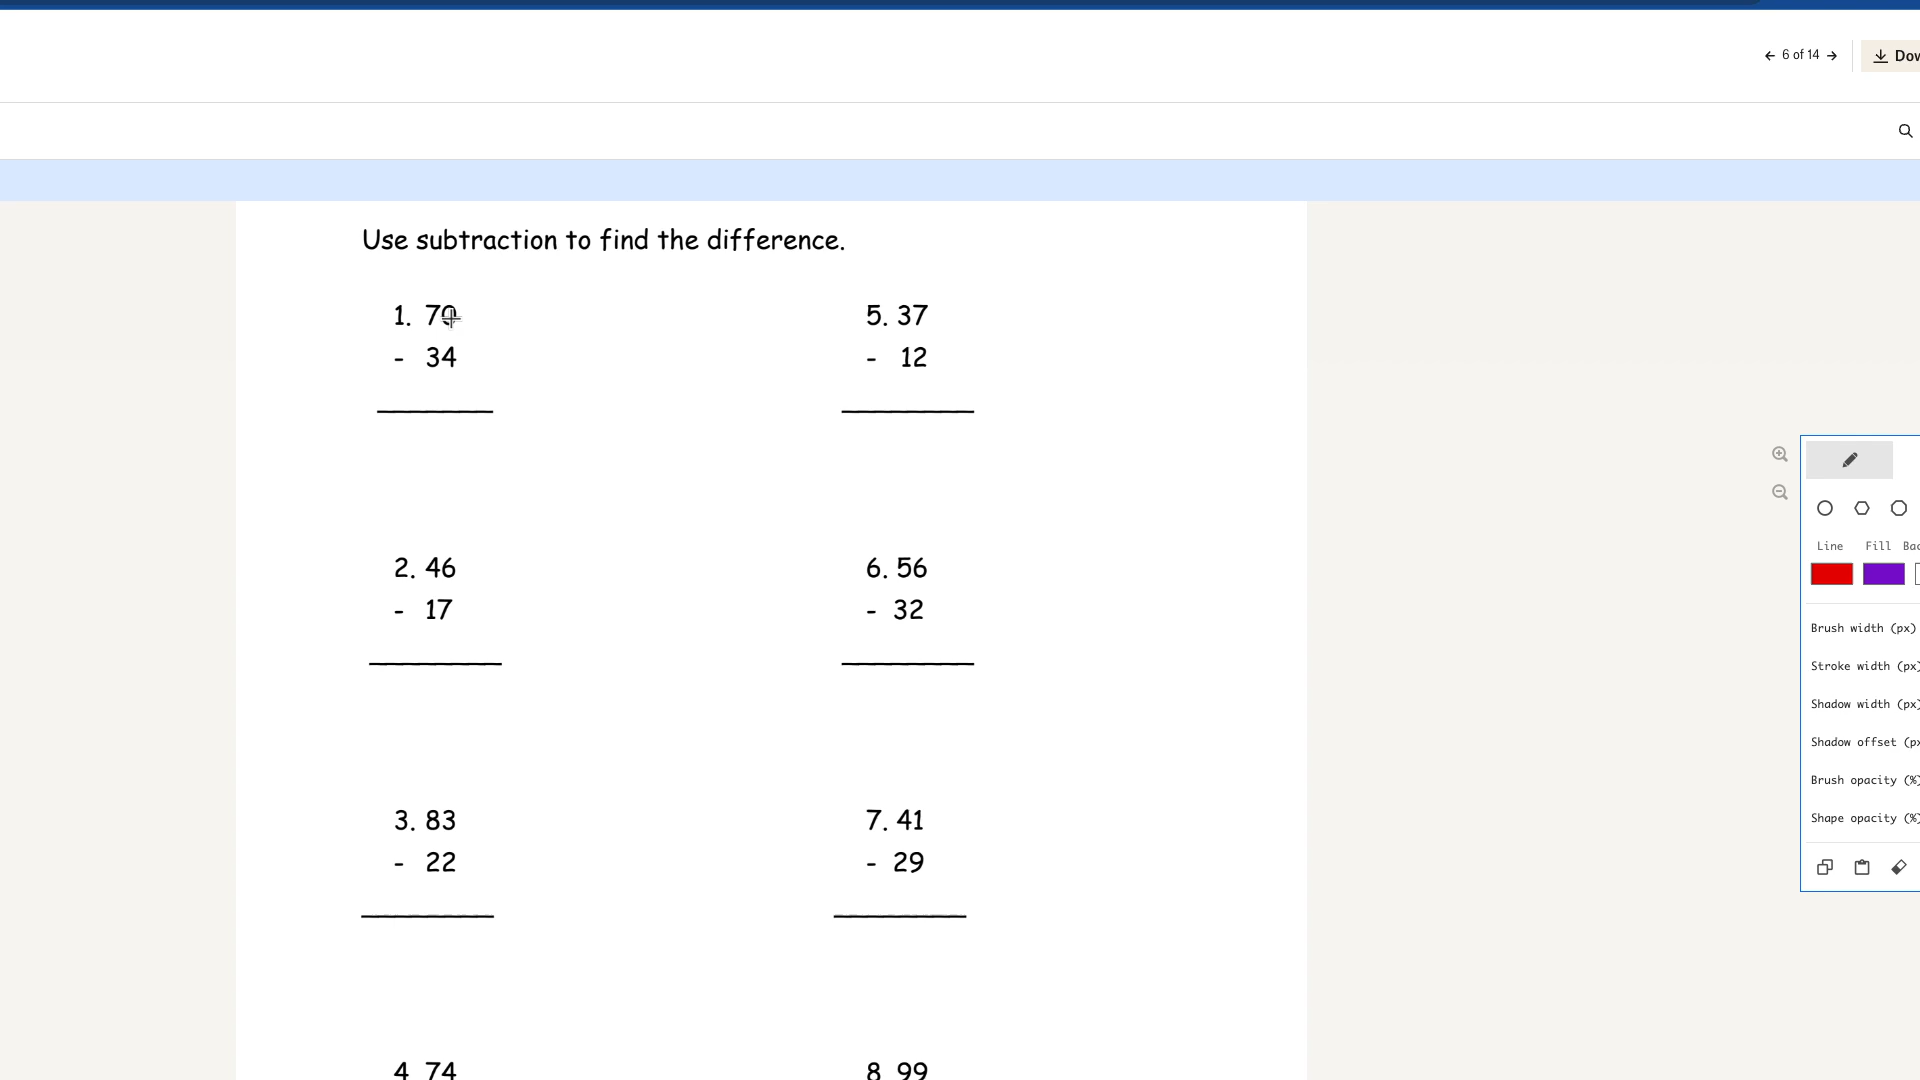 6 of 14
Use subtraction to find the difference.
1. 70
- 34
5. 37
- 12
2. 46
- 17
6. 56
- 32
3. 83
- 22
7. 41
- 29
4. 74
8. 99
Line Fill
Brush width (px)
Stroke width (px)
Shadow width (px)
Shadow offset (px
Brush opacity (%)
Shape opacity (%)